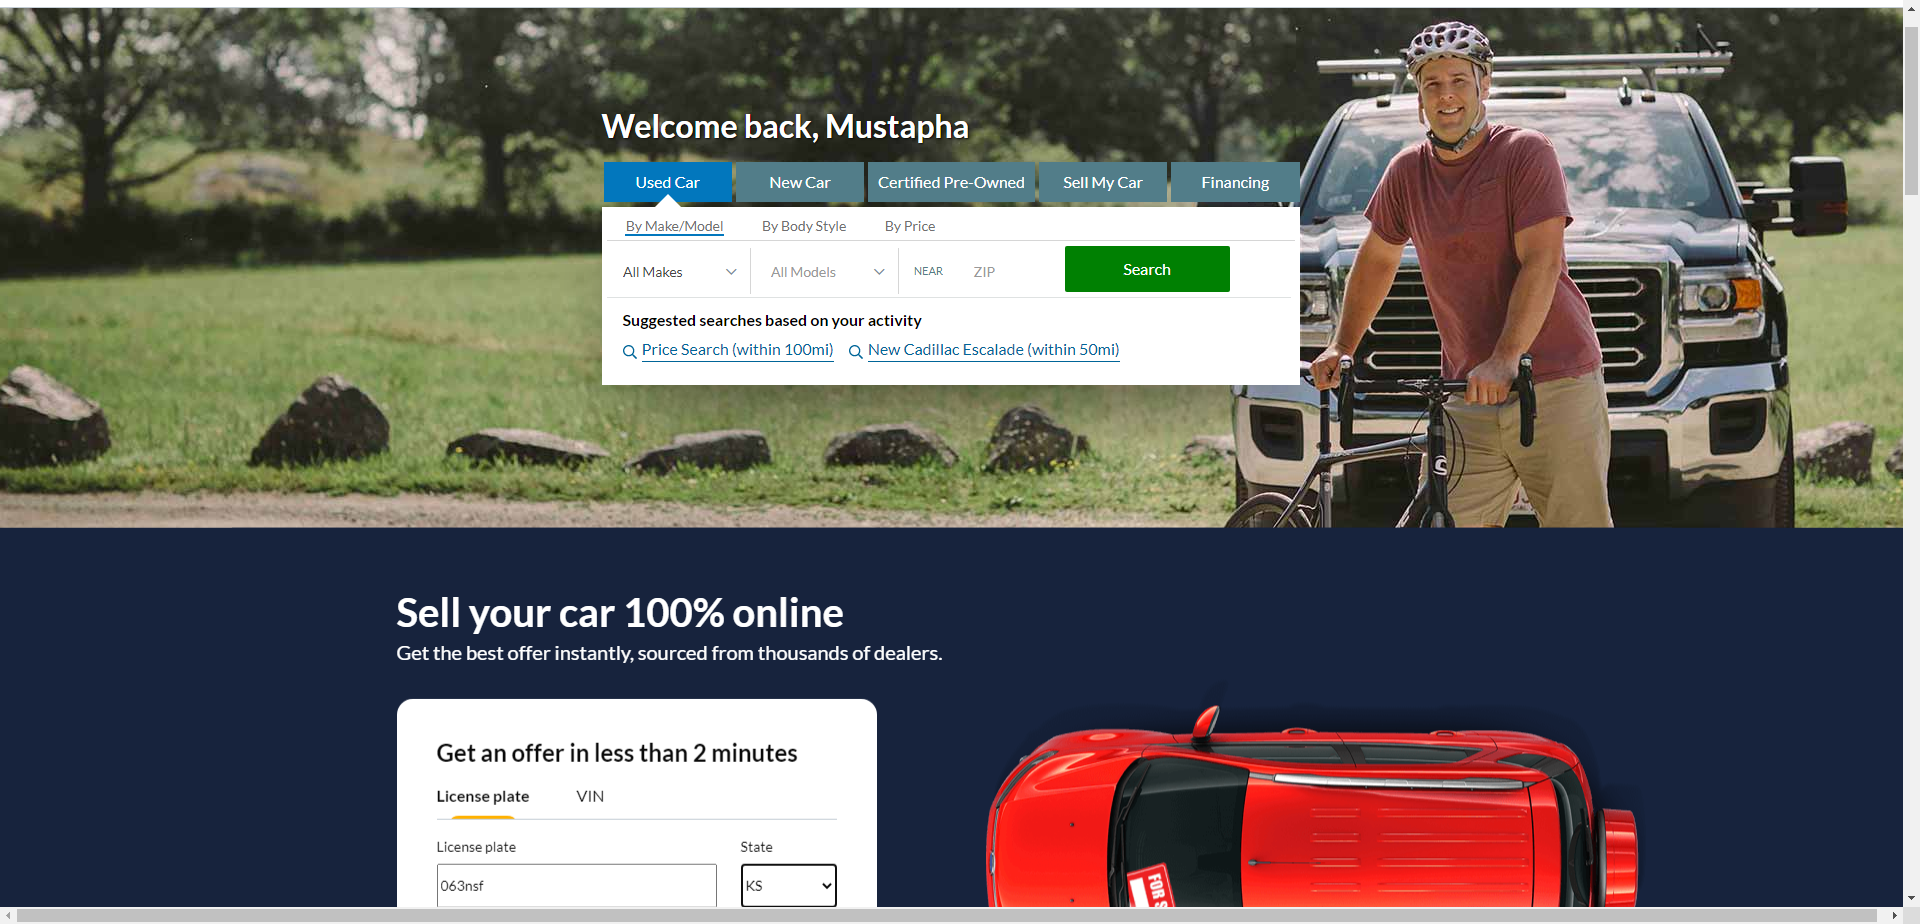 Welcome back, Mustapha
Used Car
New Car
Certified Pre-Owned
Sell My Car
Financing
By Make/Model
By Body Style
By Price
All Makes
All Models
NEAR
ZIP
Search
Suggested searches based on your activity
Price Search (within 100mi)
New Cadillac Escalade (within 50mi)
Sell your car 100% online
Get the best offer instantly, sourced from thousands of dealers.
Get an offer in less than 2 minutes
License plate
VIN
License plate
State
063nsf
KS
FOR S